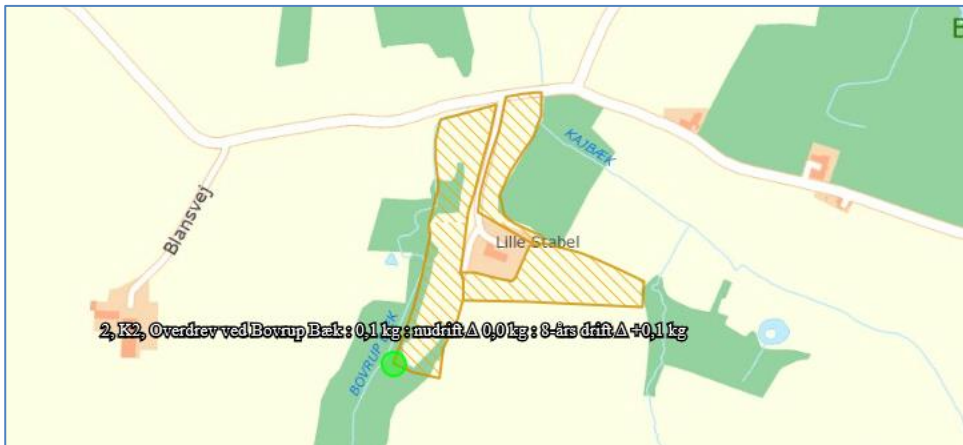 B
KAJBÆK
Blansvej
Lille Stabel
2, K2, Overdrev ved Bovrup Bæk : 0,1 kg : nudrift Δ 0,0 kg : 8-års drift Δ +0,1 kg
BOVRUP